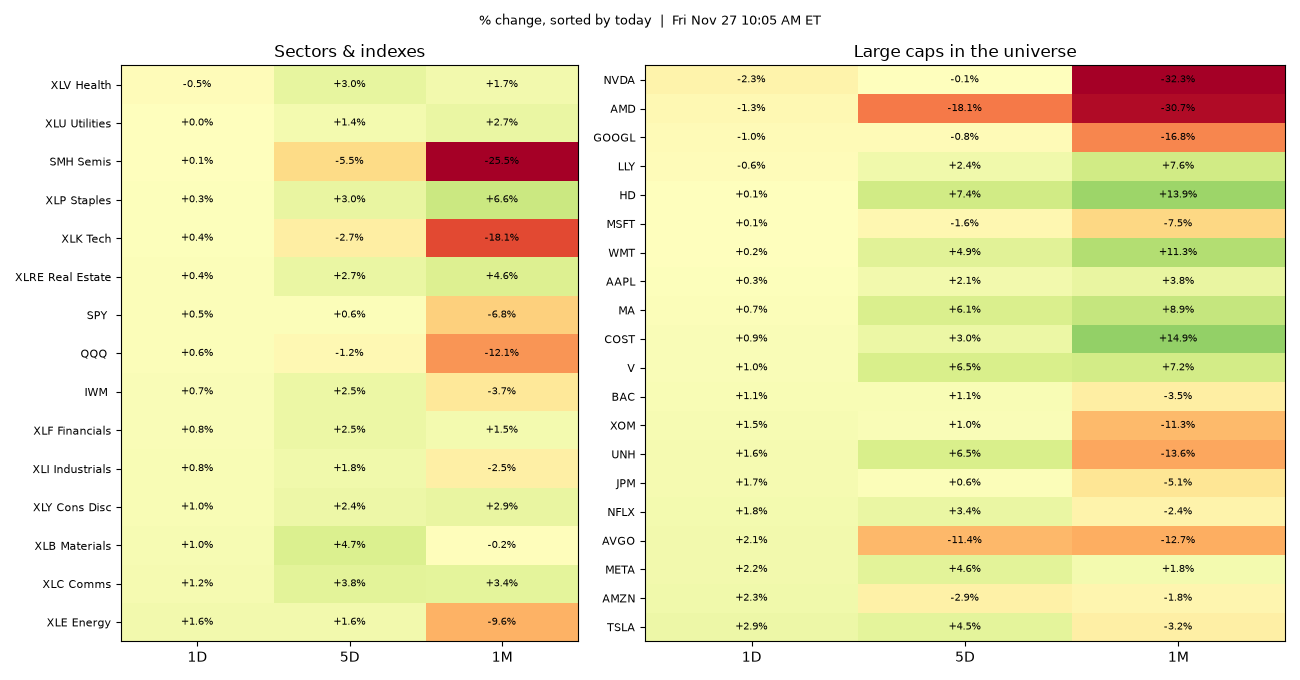 % change, sorted by today | Fri Nov 27 10:05 AM ET
Sectors & indexes
XLV Health -0.5% +3.0% +1.7%
XLU Utilities +0.0% +1.4% +2.7%
SMH Semis +0.1% -5.5% -25.5%
XLP Staples +0.3% +3.0% +6.6%
XLK Tech +0.4% -2.7% -18.1%
XLRE Real Estate +0.4% +2.7% +4.6%
SPY +0.5% +0.6% -6.8%
QQQ +0.6% -1.2% -12.1%
IWM +0.7% +2.5% -3.7%
XLF Financials +0.8% +2.5% +1.5%
XLI Industrials +0.8% +1.8% -2.5%
XLY Cons Disc +1.0% +2.4% +2.9%
XLB Materials +1.0% +4.7% -0.2%
XLC Comms +1.2% +3.8% +3.4%
XLE Energy +1.6% +1.6% -9.6%
1D 5D 1M
Large caps in the universe
NVDA -2.3% -0.1% -32.3%
AMD -1.3% -18.1% -30.7%
GOOGL -1.0% -0.8% -16.8%
LLY -0.6% +2.4% +7.6%
HD +0.1% +7.4% +13.9%
MSFT +0.1% -1.6% -7.5%
WMT +0.2% +4.9% +11.3%
AAPL +0.3% +2.1% +3.8%
MA +0.7% +6.1% +8.9%
COST +0.9% +3.0% +14.9%
V +1.0% +6.5% +7.2%
BAC +1.1% +1.1% -3.5%
XOM +1.5% +1.0% -11.3%
UNH +1.6% +6.5% -13.6%
JPM +1.7% +0.6% -5.1%
NFLX +1.8% +3.4% -2.4%
AVGO +2.1% -11.4% -12.7%
META +2.2% +4.6% +1.8%
AMZN +2.3% -2.9% -1.8%
TSLA +2.9% +4.5% -3.2%
1D 5D 1M